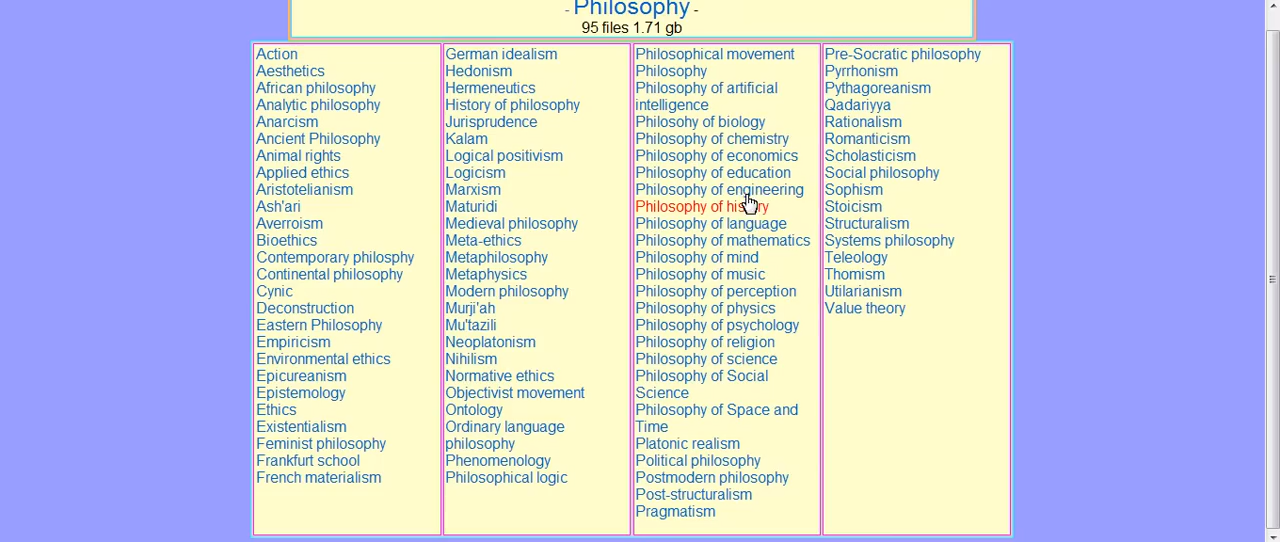 - Philosophy -
95 files 1.71 gb
Action
Aesthetics
African philosophy
Analytic philosophy
Anarcism
Ancient Philosophy
Animal rights
Applied ethics
Aristotelianism
Ash'ari
Averroism
Bioethics
Contemporary philosphy
Continental philosophy
Cynic
Deconstruction
Eastern Philosophy
Empiricism
Environmental ethics
Epicureanism
Epistemology
Ethics
Existentialism
Feminist philosophy
Frankfurt school
French materialism
German idealism
Hedonism
Hermeneutics
History of philosophy
Jurisprudence
Kalam
Logical positivism
Logicism
Marxism
Maturidi
Medieval philosophy
Meta-ethics
Metaphilosophy
Metaphysics
Modern philosophy
Murji'ah
Mu'tazili
Neoplatonism
Nihilism
Normative ethics
Objectivist movement
Ontology
Ordinary language
philosophy
Phenomenology
Philosophical logic
Philosophical movement
Philosophy
Philosophy of artificial
intelligence
Philosohy of biology
Philosophy of chemistry
Philosophy of economics
Philosophy of education
Philosophy of engineering
Philosophy of history
Philosophy of language
Philosophy of mathematics
Philosophy of mind
Philosophy of music
Philosophy of perception
Philosophy of physics
Philosophy of psychology
Philosophy of religion
Philosophy of science
Philosophy of Social
Science
Philosophy of Space and
Time
Platonic realism
Political philosophy
Postmodern philosophy
Post-structuralism
Pragmatism
Pre-Socratic philosophy
Pyrrhonism
Pythagoreanism
Qadariyya
Rationalism
Romanticism
Scholasticism
Social philosophy
Sophism
Stoicism
Structuralism
Systems philosophy
Teleology
Thomism
Utilarianism
Value theory